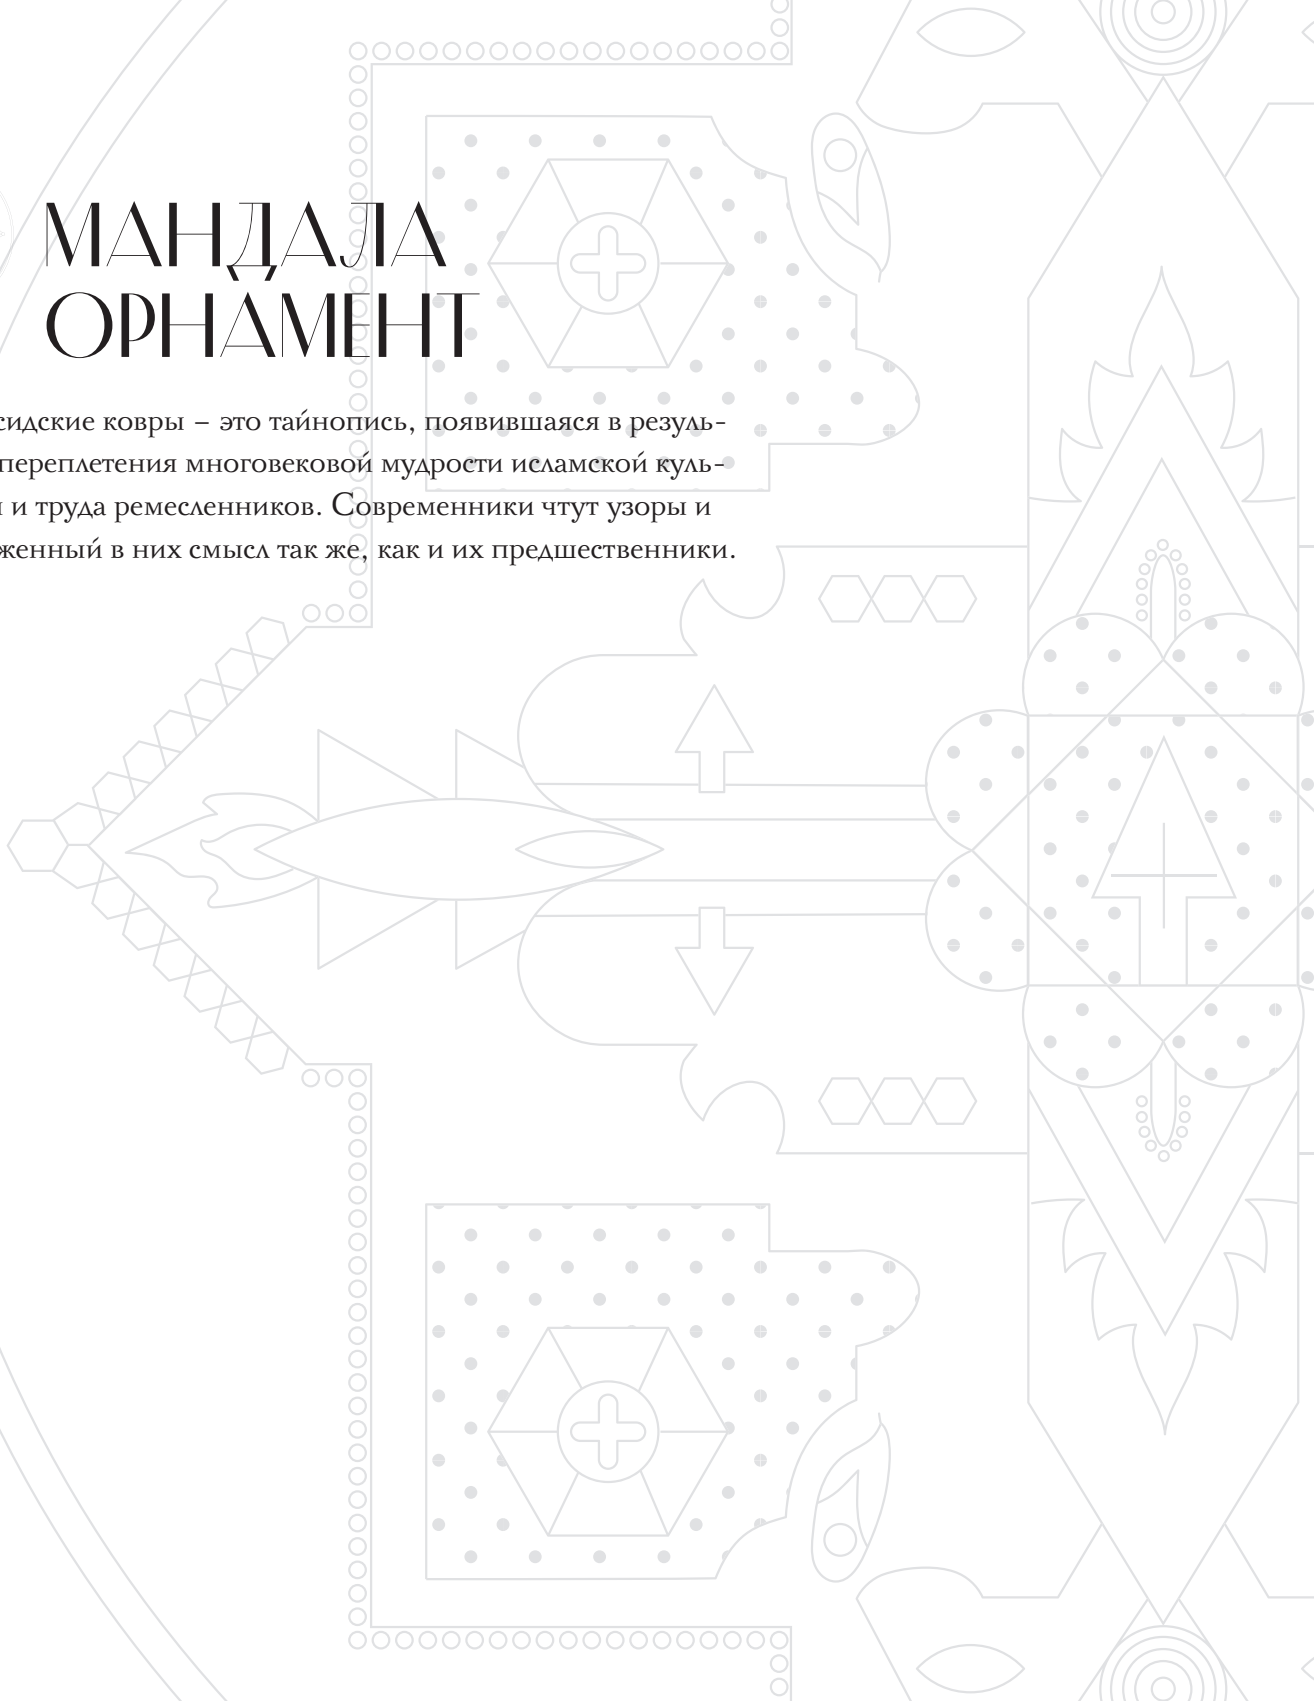 МАНДАЛА
ОРНАМЕНТ
сидские ковры – это тайнопись, появившаяся в резуль-
переплетения многовековой мудрости исламской куль-
и труда ремесленников. Современники чтут узоры и
женный в них смысл так же, как и их предшественники.